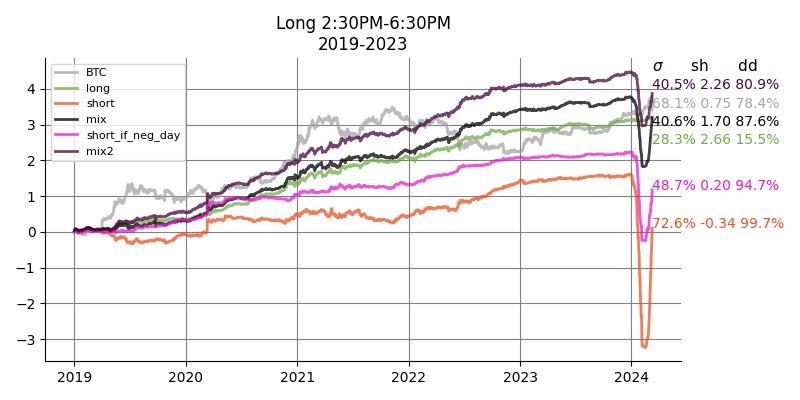 Long 2:30PM-6:30PM
2019-2023
σ sh dd
BTC
long
short
mix
short_if_neg_day
mix2
40.5% 2.26 80.9%
68.1% 0.75 78.4%
40.6% 1.70 87.6%
28.3% 2.66 15.5%
48.7% 0.20 94.7%
72.6% -0.34 99.7%
4
3
2
1
0
−1
−2
−3
2019 2020 2021 2022 2023 2024